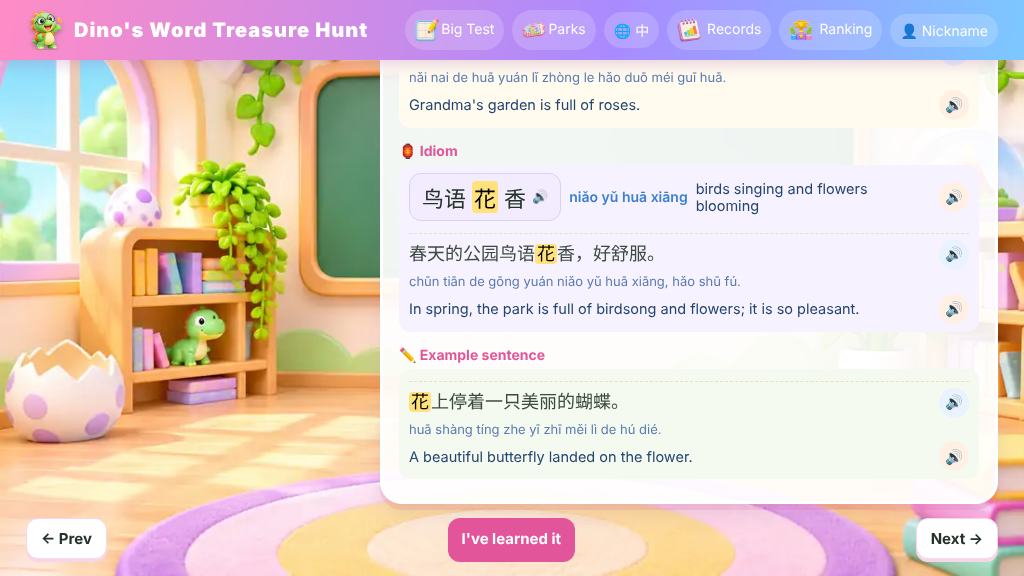 Dino's Word Treasure Hunt
Big Test
Parks
中
Records
Ranking
Nickname
nǎi nai de huā yuán lǐ zhòng le hǎo duō méi guī huā.
Grandma's garden is full of roses.
Idiom
鸟语花香 niǎo yǔ huā xiāng birds singing and flowers
blooming
春天的公园鸟语花香，好舒服。
chūn tiān de gōng yuán niǎo yǔ huā xiāng, hǎo shū fú.
In spring, the park is full of birdsong and flowers; it is so pleasant.
Example sentence
花上停着一只美丽的蝴蝶。
huā shàng tíng zhe yī zhī měi lì de hú dié.
A beautiful butterfly landed on the flower.
← Prev
I've learned it
Next →